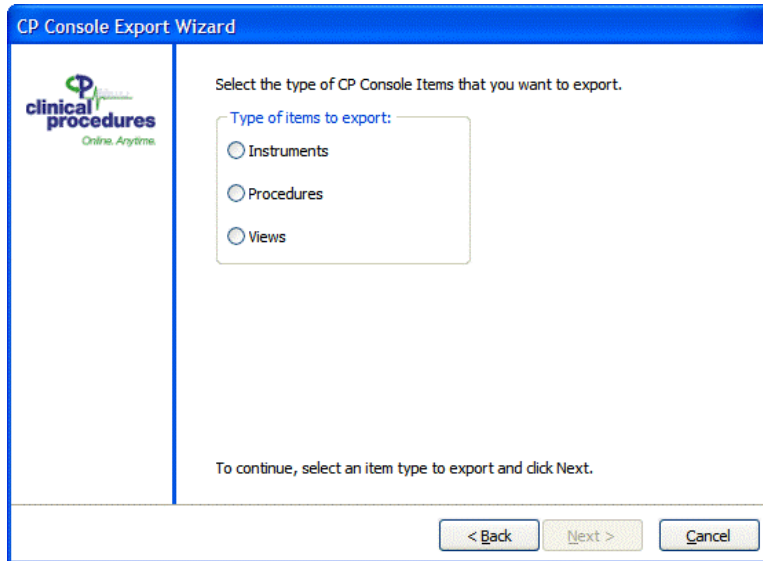 CP Console Export Wizard
CP
clinical
procedures
Online. Anytime.
Select the type of CP Console Items that you want to export.
Type of items to export:
Instruments
Procedures
Views
To continue, select an item type to export and click Next.
< Back
Next >
Cancel